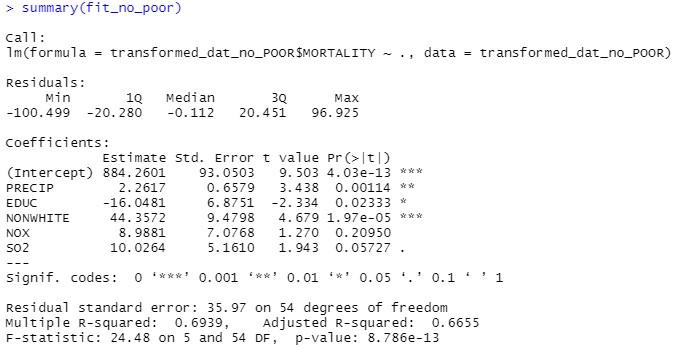 > summary(fit_no_poor)
Call:
lm(formula = transformed_dat_no_POOR$MORTALITY ~ ., data = transformed_dat_no_POOR)
Residuals:
     Min       1Q   Median       3Q      Max
-100.499  -20.280   -0.112   20.451   96.925
Coefficients:
            Estimate Std. Error t value Pr(>|t|)
(Intercept) 884.2601    93.0503   9.503 4.03e-13 ***
PRECIP        2.2617     0.6579   3.438  0.00114 **
EDUC        -16.0481     6.8751  -2.334  0.02333 *
NONWHITE     44.3572     9.4798   4.679 1.97e-05 ***
NOX           8.9881     7.0768   1.270  0.20950
SO2          10.0264     5.1610   1.943  0.05727 .
---
Signif. codes:  0 ‘***’ 0.001 ‘**’ 0.01 ‘*’ 0.05 ‘.’ 0.1 ‘ ’ 1
Residual standard error: 35.97 on 54 degrees of freedom
Multiple R-squared:  0.6939,    Adjusted R-squared:  0.6655
F-statistic: 24.48 on 5 and 54 DF,  p-value: 8.786e-13